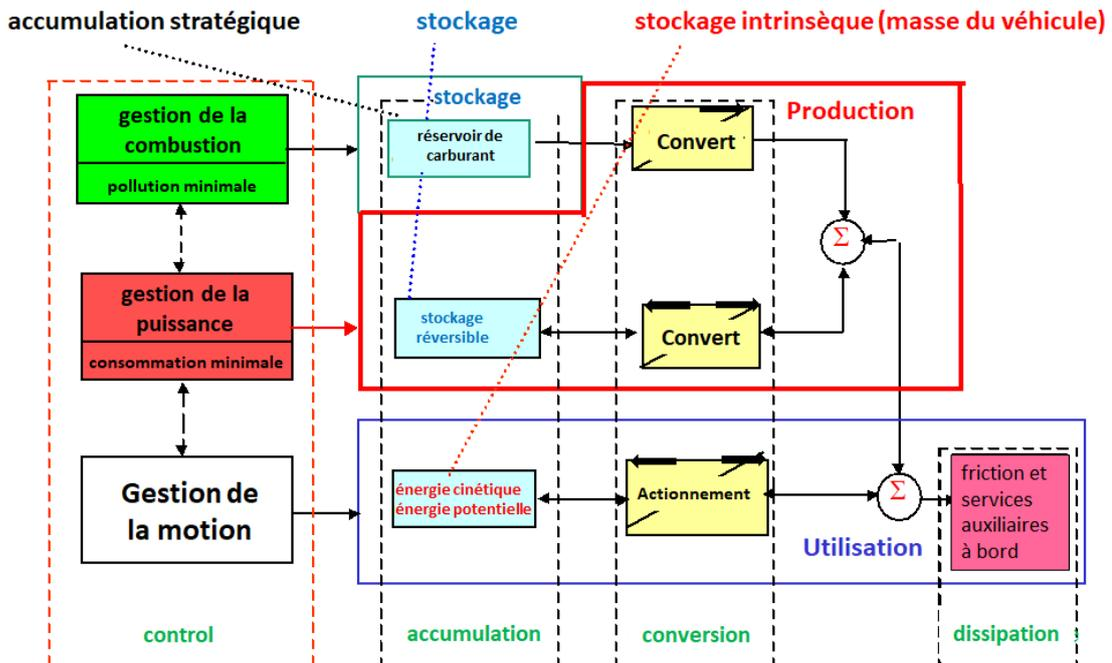 accumulation stratégique
stockage
stockage intrinsèque (masse du véhicule)
gestion de la
combustion
pollution minimale
stockage
réservoir de
carburant
Convert
Production
Σ
gestion de la
puissance
consommation minimale
stockage
réversible
Convert
Gestion de
la motion
énergie cinétique
énergie potentielle
Actionnement
Σ
friction et
services
auxiliaires
à bord
Utilisation
control
accumulation
conversion
dissipation